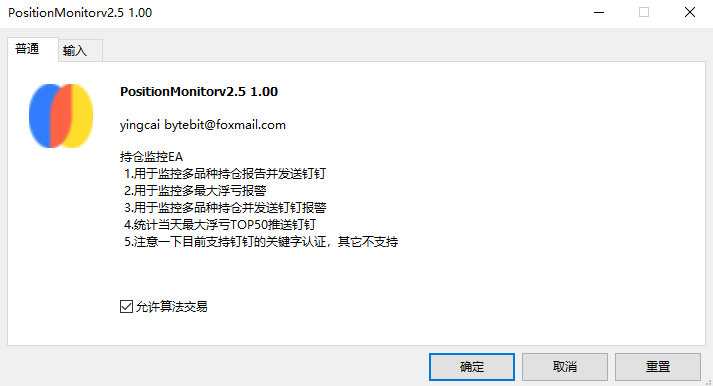 PositionMonitorv2.5 1.00
普通
输入
PositionMonitorv2.5 1.00
yingcai bytebit@foxmail.com
持仓监控EA
1.用于监控多品种持仓报告并发送钉钉
2.用于监控多最大浮亏报警
3.用于监控多品种持仓并发送钉钉报警
4.统计当天最大浮亏TOP50推送钉钉
5.注意一下目前支持钉钉的关键字认证，其它不支持
允许算法交易
确定
取消
重置